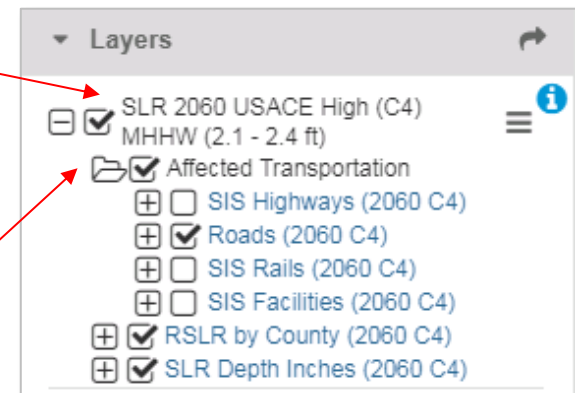 Layers
SLR 2060 USACE High (C4)
MHHW (2.1 - 2.4 ft)
Affected Transportation
SIS Highways (2060 C4)
Roads (2060 C4)
SIS Rails (2060 C4)
SIS Facilities (2060 C4)
RSLR by County (2060 C4)
SLR Depth Inches (2060 C4)